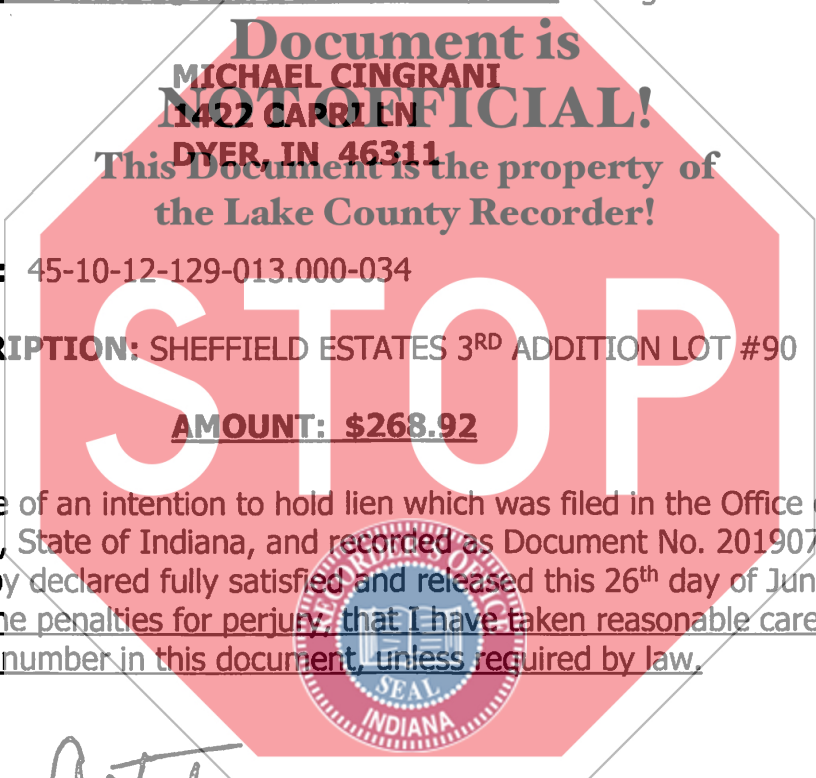 Document is
MICHAEL CINGRANI
NOT OFFICIAL!
1422 CAPRI LN
DYER, IN 46311
This Document is the property of
the Lake County Recorder!
: 45-10-12-129-013.000-034
RIPTION: SHEFFIELD ESTATES 3RD ADDITION LOT #90
STOP
AMOUNT: $268.92
e of an intention to hold lien which was filed in the Office
, State of Indiana, and recorded as Document No. 201907
by declared fully satisfied and released this 26th day of Jun
he penalties for perjury, that I have taken reasonable care
number in this document, unless required by law.
RECORDER'S OFFICE
SEAL
INDIANA